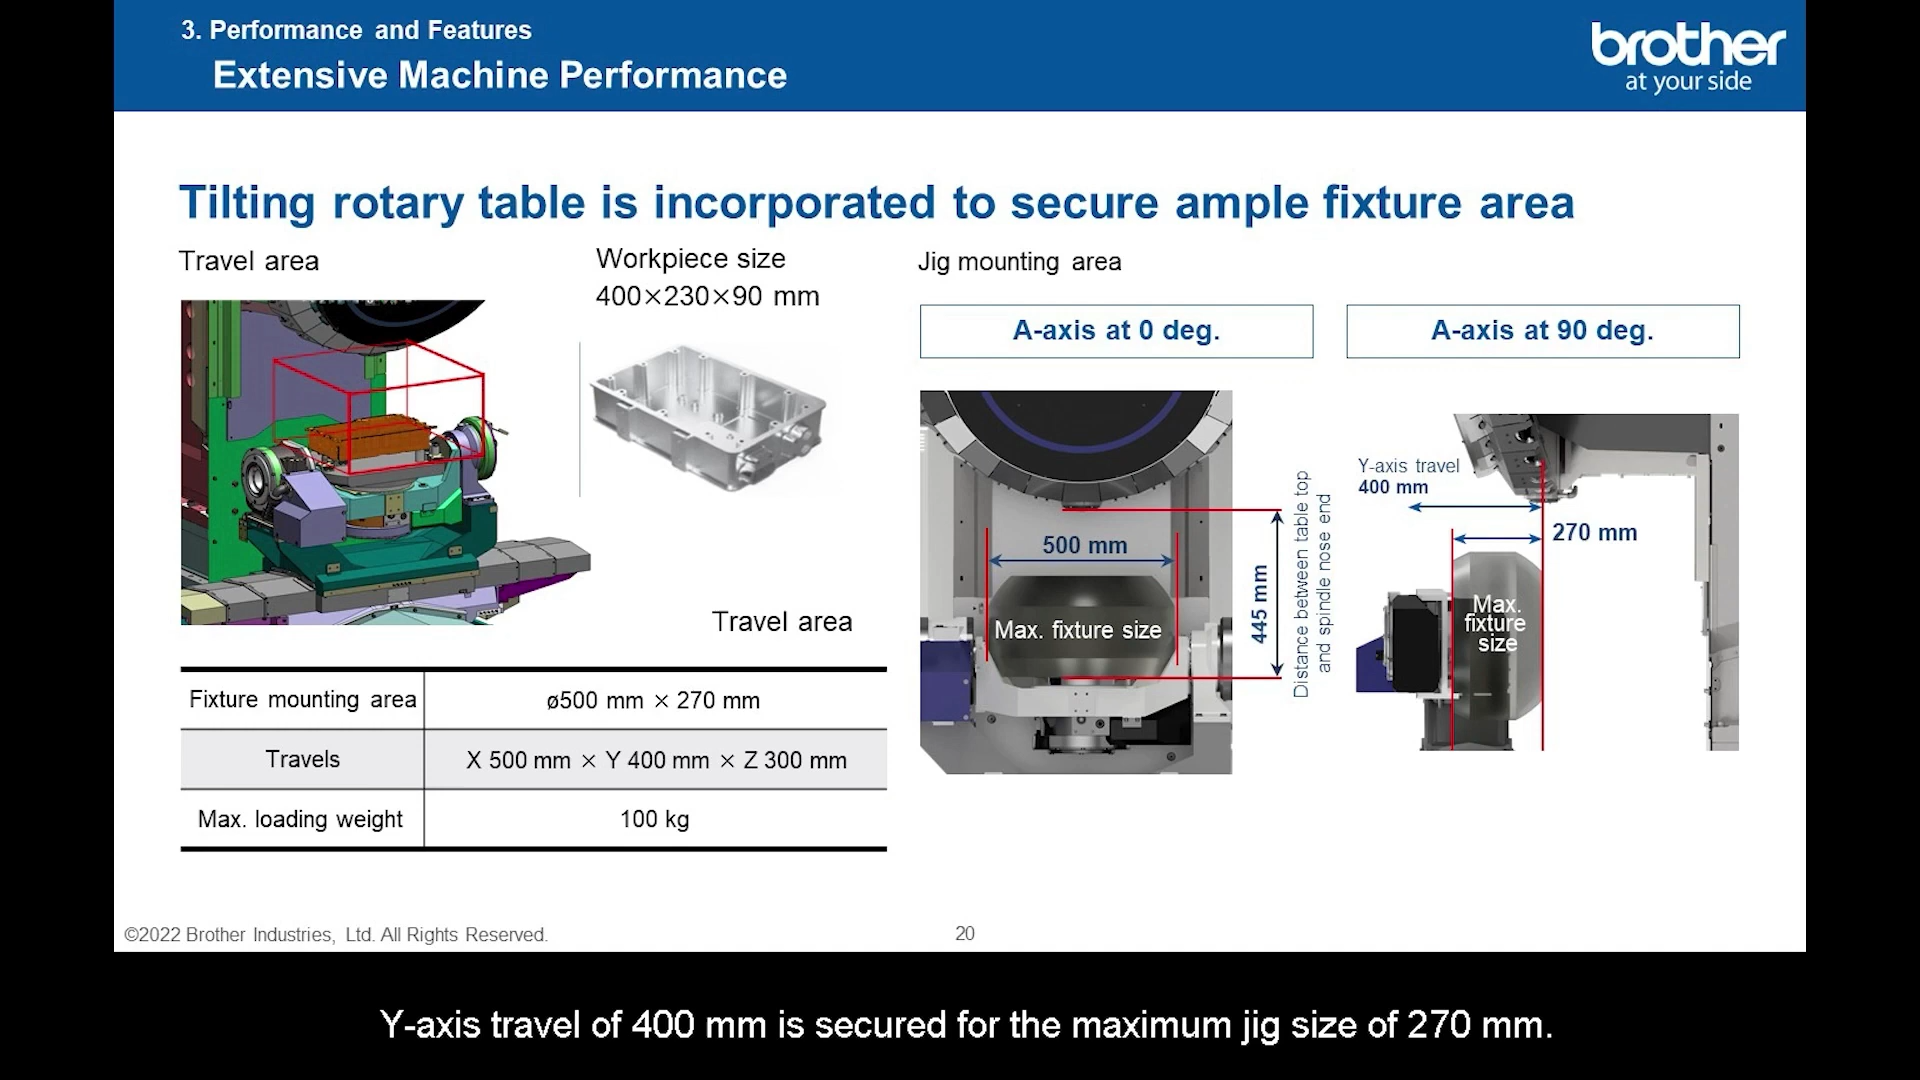 3. Performance and Features
Extensive Machine Performance
brother
at your side
Tilting rotary table is incorporated to secure ample fixture area
Travel area
Workpiece size
400×230×90 mm
Travel area
Fixture mounting area
ø500 mm × 270 mm
Travels
X 500 mm × Y 400 mm × Z 300 mm
Max. loading weight
100 kg
Jig mounting area
A-axis at 0 deg.
500 mm
Max. fixture size
445 mm
Distance between table top
and spindle nose end
A-axis at 90 deg.
Y-axis travel
400 mm
270 mm
Max.
fixture
size
©2022 Brother Industries, Ltd. All Rights Reserved.
20
Y-axis travel of 400 mm is secured for the maximum jig size of 270 mm.